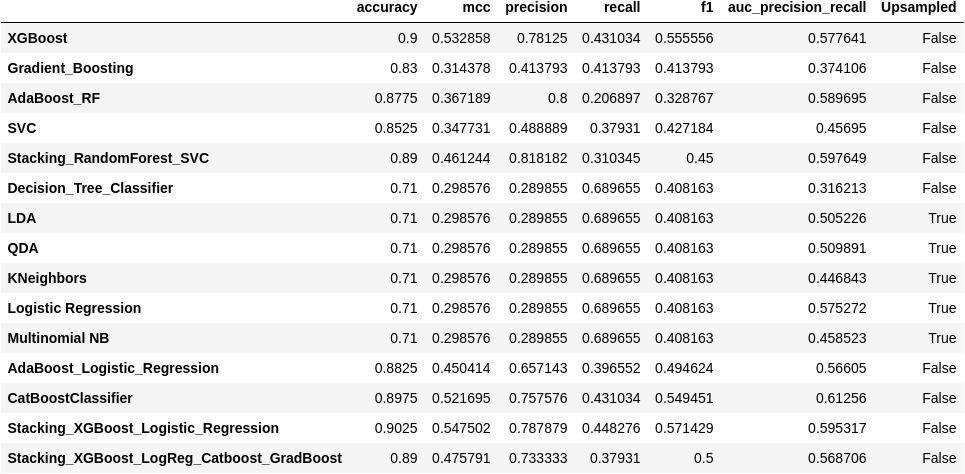 accuracy mcc precision recall f1 auc_precision_recall Upsampled
XGBoost 0.9 0.532858 0.78125 0.431034 0.555556 0.577641 False
Gradient_Boosting 0.83 0.314378 0.413793 0.413793 0.413793 0.374106 False
AdaBoost_RF 0.8775 0.367189 0.8 0.206897 0.328767 0.589695 False
SVC 0.8525 0.347731 0.488889 0.37931 0.427184 0.45695 False
Stacking_RandomForest_SVC 0.89 0.461244 0.818182 0.310345 0.45 0.597649 False
Decision_Tree_Classifier 0.71 0.298576 0.289855 0.689655 0.408163 0.316213 False
LDA 0.71 0.298576 0.289855 0.689655 0.408163 0.505226 True
QDA 0.71 0.298576 0.289855 0.689655 0.408163 0.509891 True
KNeighbors 0.71 0.298576 0.289855 0.689655 0.408163 0.446843 True
Logistic Regression 0.71 0.298576 0.289855 0.689655 0.408163 0.575272 True
Multinomial NB 0.71 0.298576 0.289855 0.689655 0.408163 0.458523 True
AdaBoost_Logistic_Regression 0.8825 0.450414 0.657143 0.396552 0.494624 0.56605 False
CatBoostClassifier 0.8975 0.521695 0.757576 0.431034 0.549451 0.61256 False
Stacking_XGBoost_Logistic_Regression 0.9025 0.547502 0.787879 0.448276 0.571429 0.595317 False
Stacking_XGBoost_LogReg_Catboost_GradBoost 0.89 0.475791 0.733333 0.37931 0.5 0.568706 False